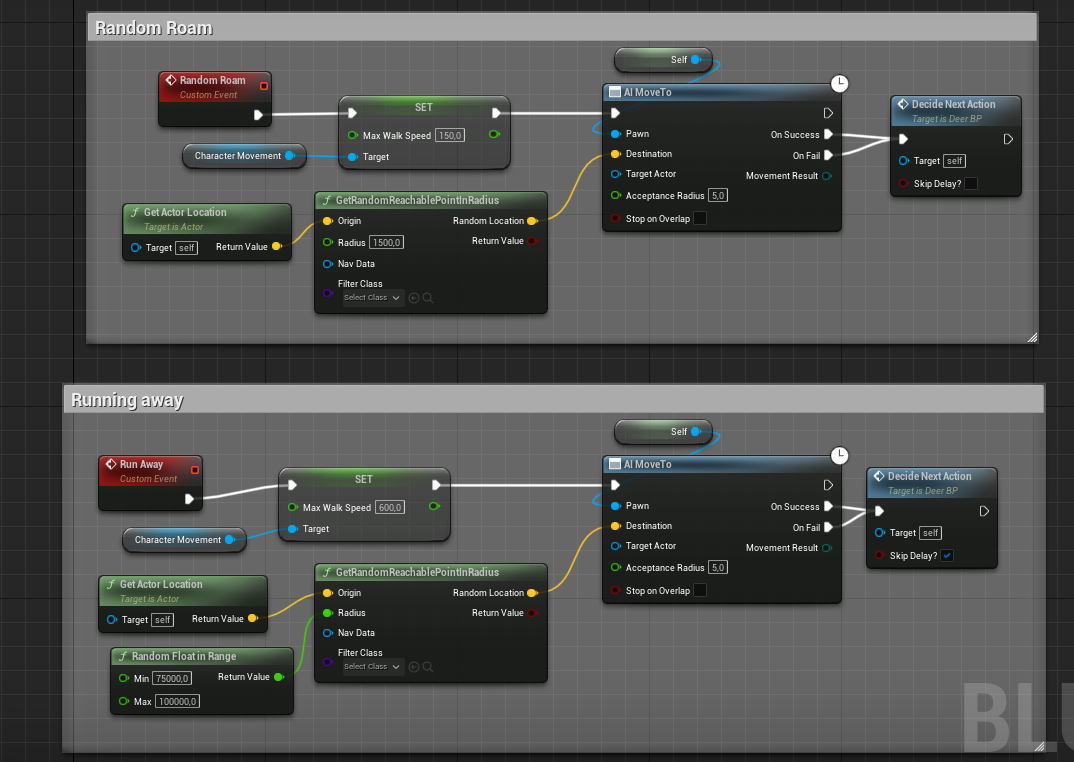 Random Roam
Self
Random Roam
Custom Event
SET
Max Walk Speed 150,0
Target
Character Movement
AI MoveTo
Pawn
On Success
Destination
On Fail
Target Actor
Movement Result
Acceptance Radius 5,0
Stop on Overlap
Decide Next Action
Target is Deer BP
Target self
Skip Delay?
Get Actor Location
Target is Actor
Target self
Return Value
GetRandomReachablePointInRadius
Origin
Random Location
Radius 1500,0
Return Value
Nav Data
Filter Class
Select Class
Running away
Self
Run Away
Custom Event
SET
Max Walk Speed 600,0
Target
Character Movement
AI MoveTo
Pawn
On Success
Destination
On Fail
Target Actor
Movement Result
Acceptance Radius 5,0
Stop on Overlap
Decide Next Action
Target is Deer BP
Target self
Skip Delay?
Get Actor Location
Target is Actor
Target self
Return Value
GetRandomReachablePointInRadius
Origin
Random Location
Radius
Return Value
Nav Data
Filter Class
Select Class
Random Float in Range
Min 75000,0
Return Value
Max 100000,0